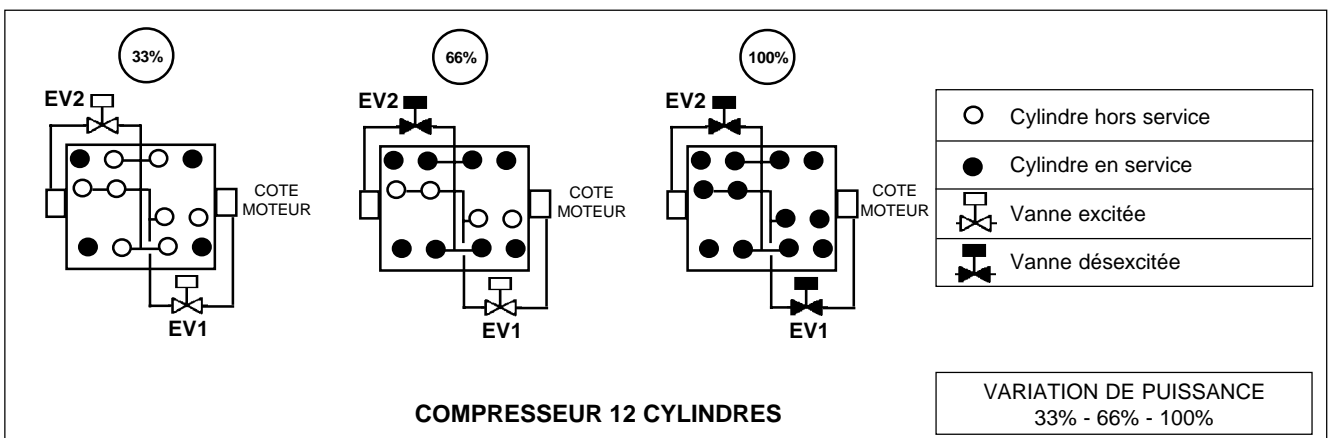 33%
66%
100%
EV2
EV2
EV2
COTE
MOTEUR
COTE
MOTEUR
COTE
MOTEUR
EV1
EV1
EV1
Cylindre hors service
Cylindre en service
Vanne excitée
Vanne désexcitée
COMPRESSEUR 12 CYLINDRES
VARIATION DE PUISSANCE
33% - 66% - 100%